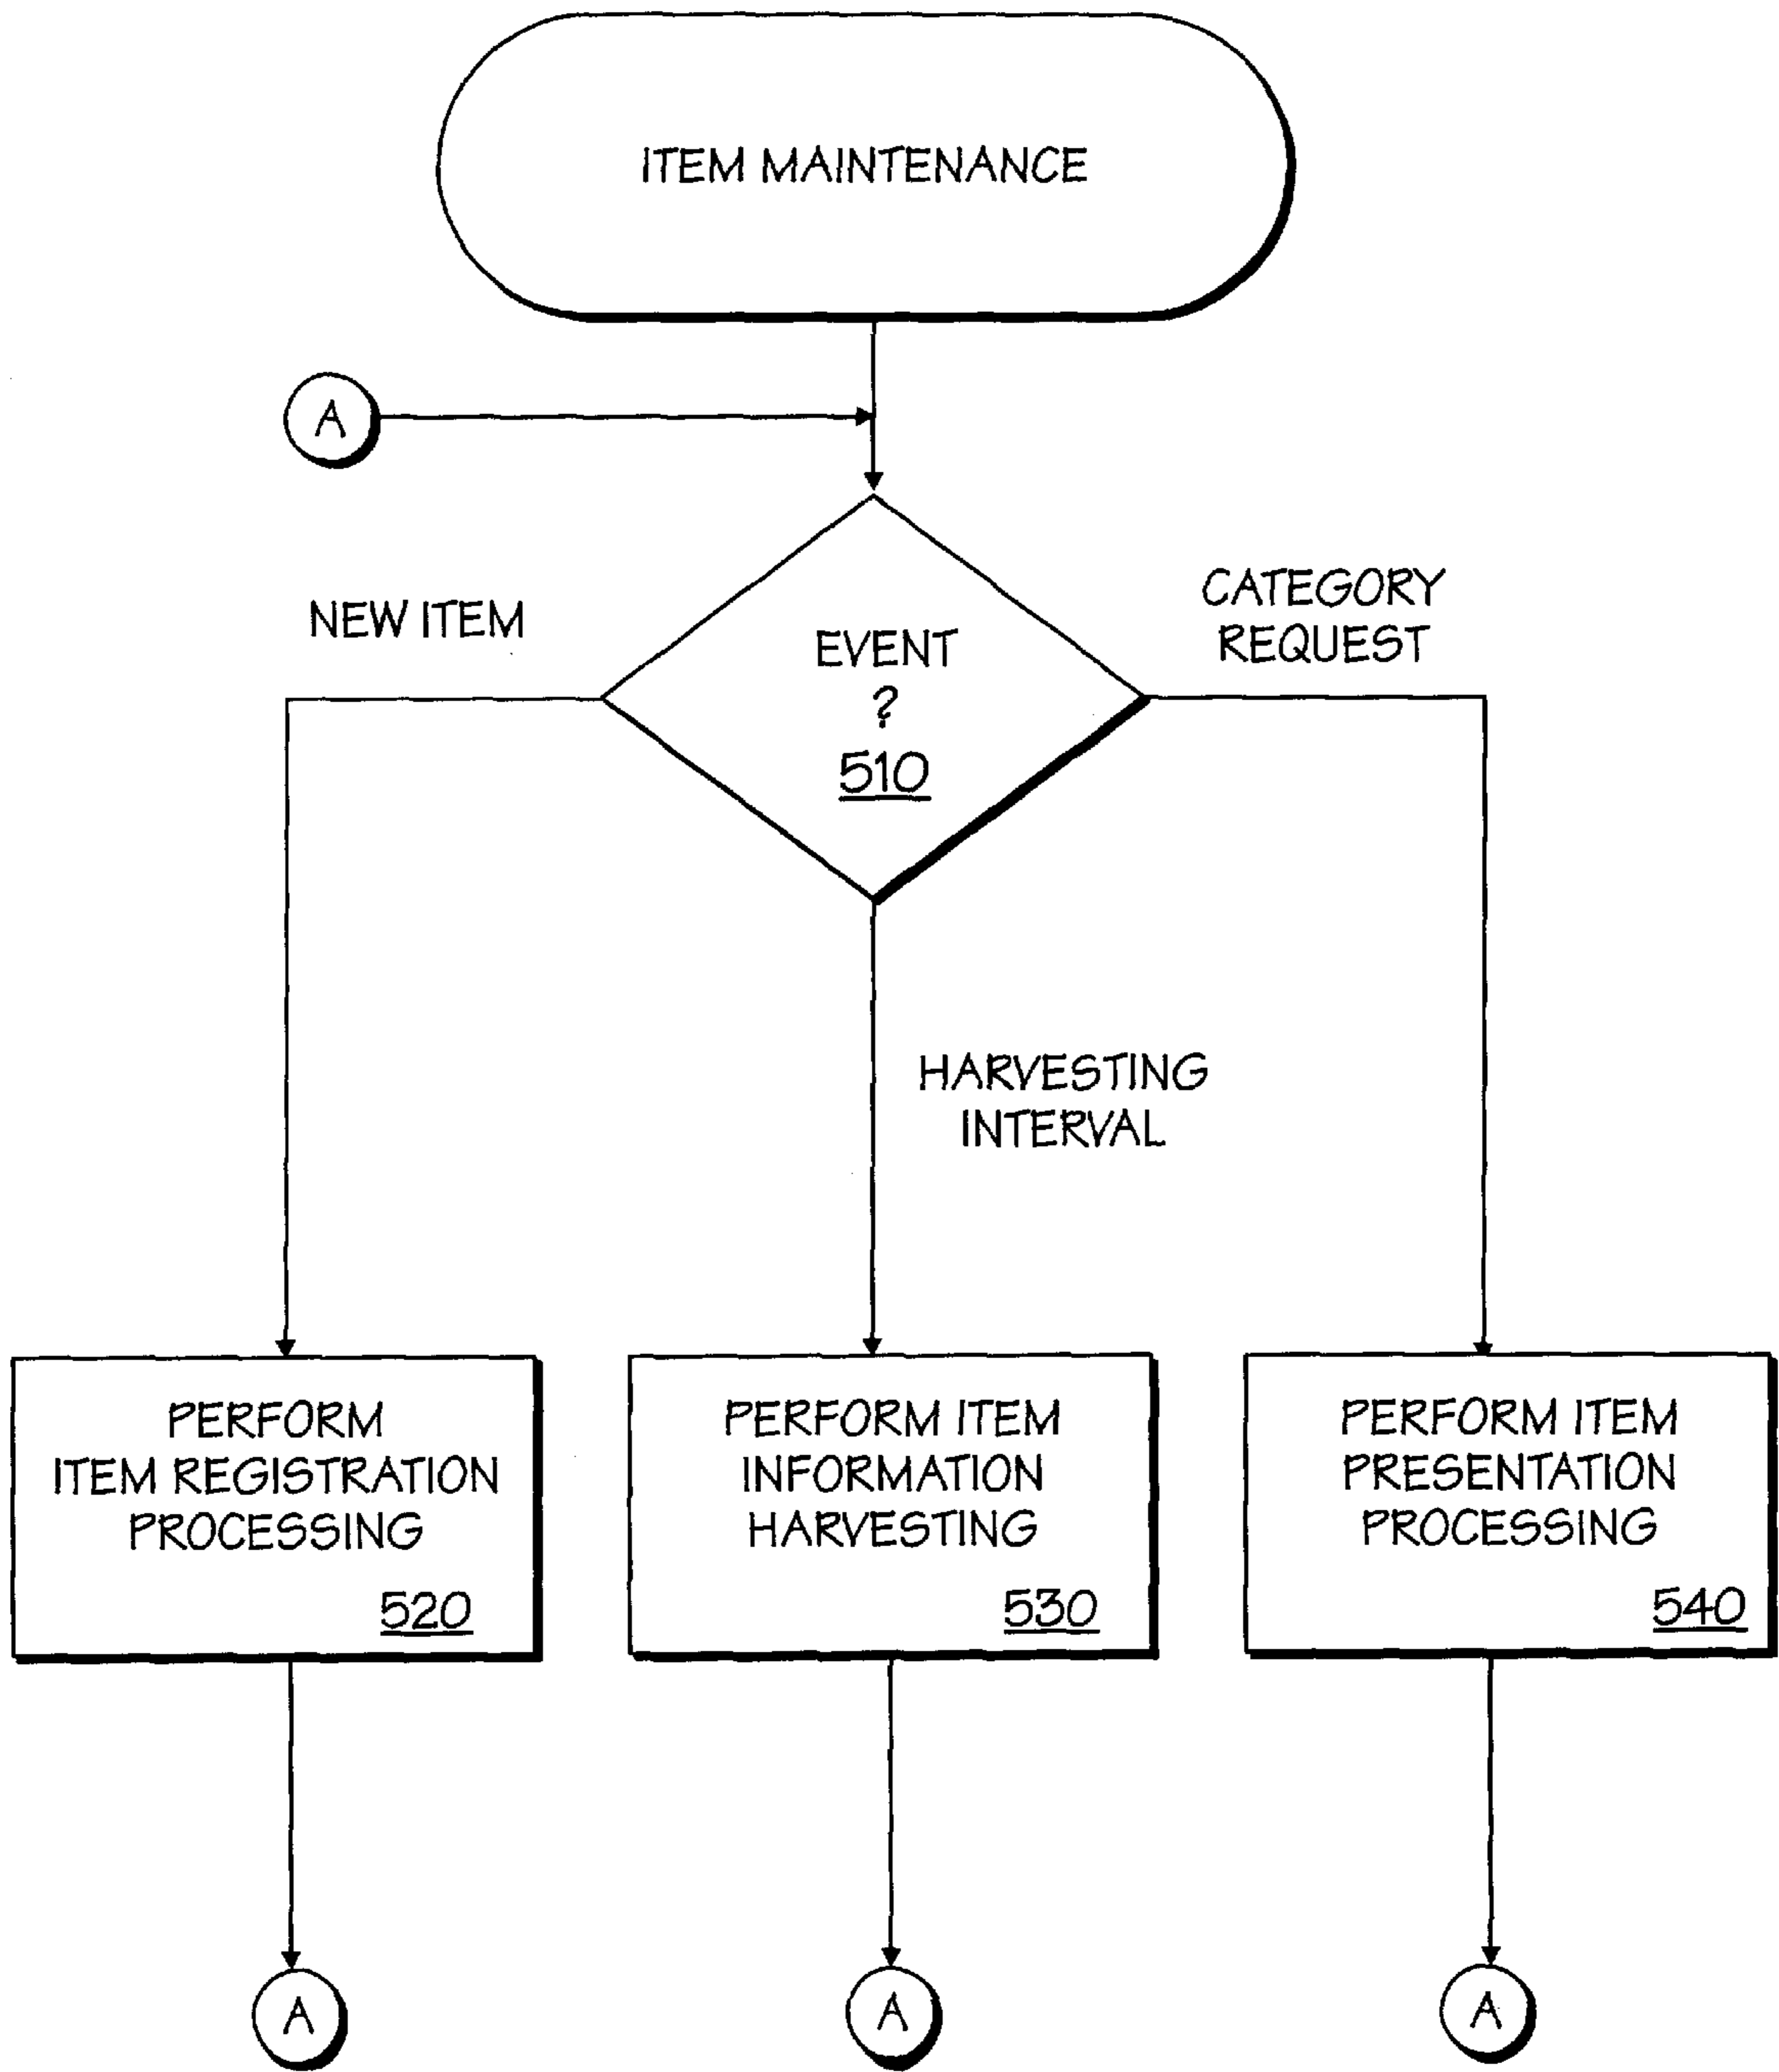 ITEM MAINTENANCE
A
NEW ITEM
EVENT
?
510
CATEGORY
REQUEST
HARVESTING
INTERVAL
PERFORM
ITEM REGISTRATION
PROCESSING
520
PERFORM ITEM
INFORMATION
HARVESTING
530
PERFORM ITEM
PRESENTATION
PROCESSING
540
A
A
A